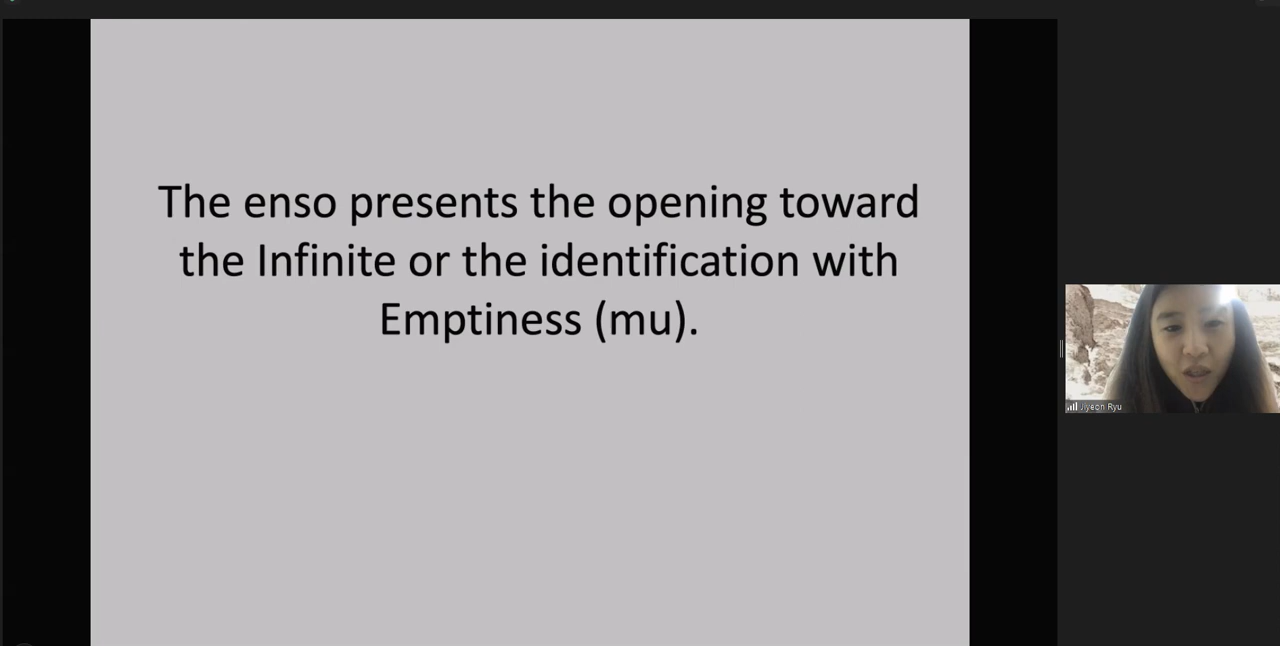 The enso presents the opening toward
the Infinite or the identification with
Emptiness (mu).
Jiyeon Ryu